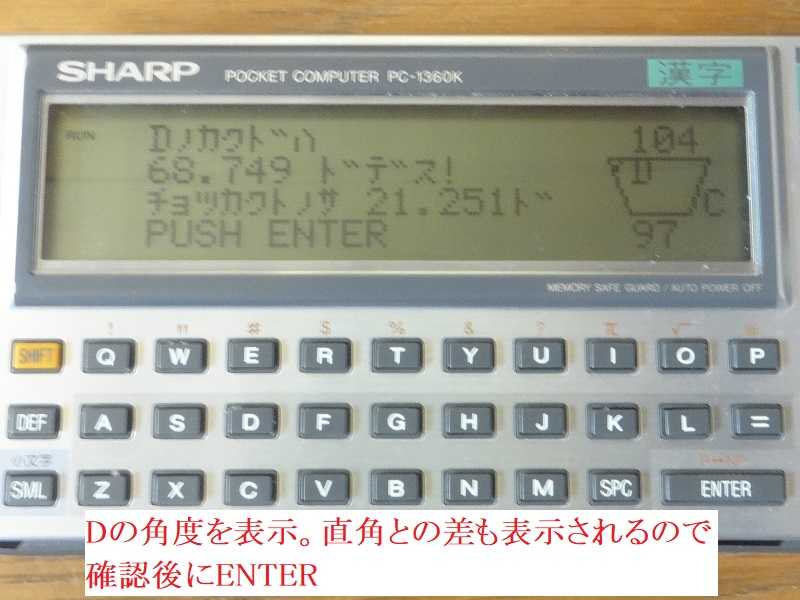 SHARP POCKET COMPUTER PC-1360K 漢字
RUN
Dノカクドハ 104
68.749 ドデス! D
チョッカクトノサ 21.251ド C
PUSH ENTER 97
MEMORY SAFE GUARD / AUTO POWER OFF
! " # $ % & ? π √
SHIFT Q W E R T Y U I O P
DEF A S D F G H J K L =
小文字 P↔NP
SML Z X C V B N M SPC ENTER
Dの角度を表示。直角との差も表示されるので
確認後にENTER